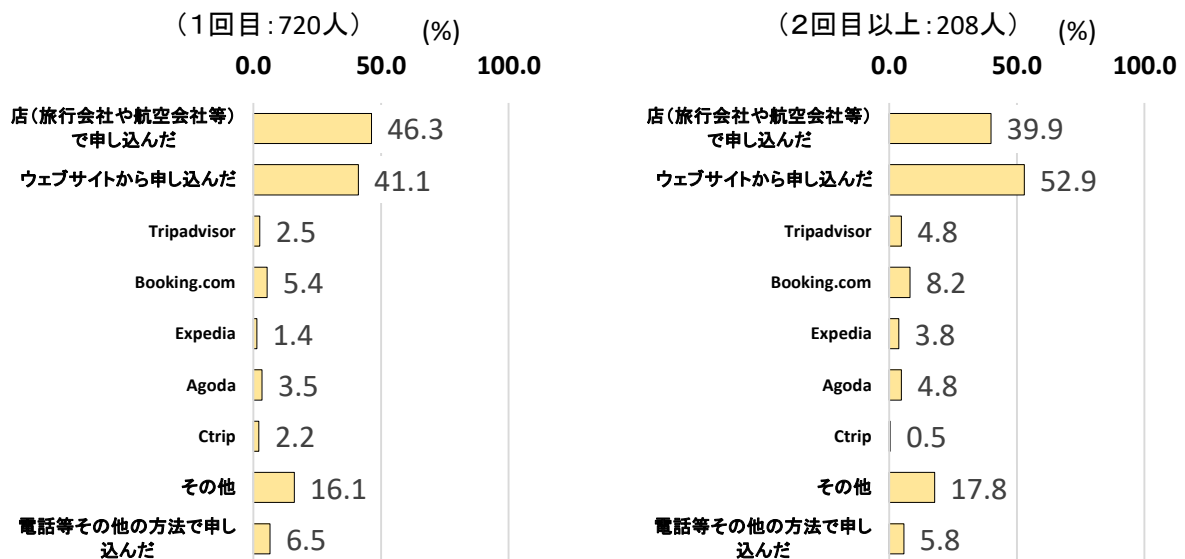 (1回目:720人) (%)
0.0 50.0 100.0
店(旅行会社や航空会社等)
で申し込んだ
46.3
ウェブサイトから申し込んだ 41.1
Tripadvisor 2.5
Booking.com 5.4
Expedia 1.4
Agoda 3.5
Ctrip 2.2
その他 16.1
電話等その他の方法で申し
込んだ
6.5
(2回目以上:208人) (%)
0.0 50.0 100.0
店(旅行会社や航空会社等)
で申し込んだ
39.9
ウェブサイトから申し込んだ 52.9
Tripadvisor 4.8
Booking.com 8.2
Expedia 3.8
Agoda 4.8
Ctrip 0.5
その他 17.8
電話等その他の方法で申し
込んだ
5.8